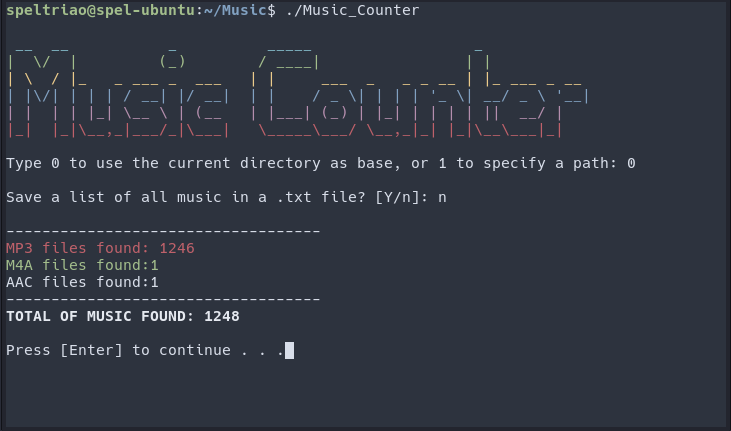 speltriao@spel-ubuntu:~/Music$ ./Music_Counter
Music Counter
Type 0 to use the current directory as base, or 1 to specify a path: 0
Save a list of all music in a .txt file? [Y/n]: n
-----------------------------------
MP3 files found: 1246
M4A files found:1
AAC files found:1
-----------------------------------
TOTAL OF MUSIC FOUND: 1248
Press [Enter] to continue . . .